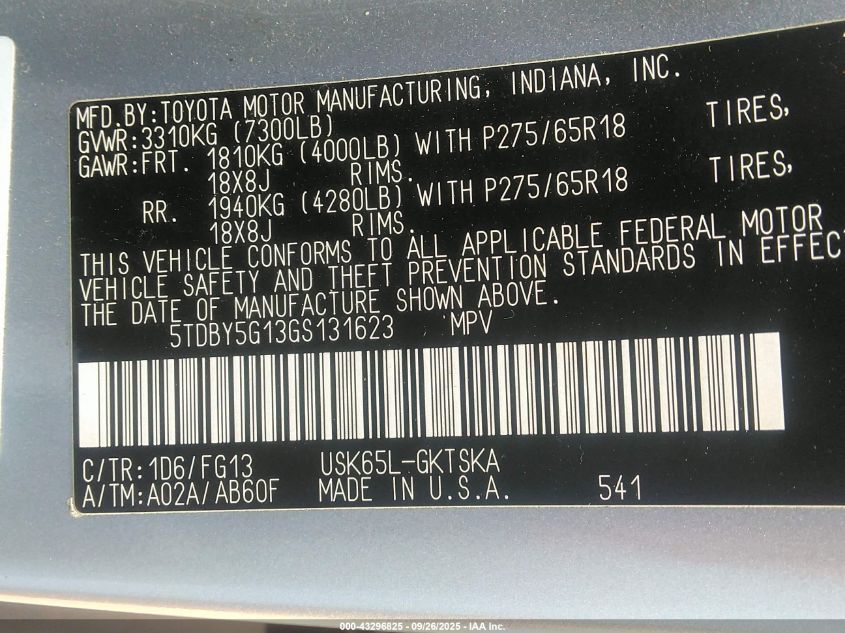 MFD.BY:TOYOTA MOTOR MANUFACTURING, INDIANA, INC.
GVWR:3310KG (7300LB)
GAWR:FRT. 1810KG (4000LB) WITH P275/65R18 TIRES,
18X8J RIMS.
RR. 1940KG (4280LB) WITH P275/65R18 TIRES,
18X8J RIMS.
THIS VEHICLE CONFORMS TO ALL APPLICABLE FEDERAL MOTOR
VEHICLE SAFETY AND THEFT PREVENTION STANDARDS IN EFFEC
THE DATE OF MANUFACTURE SHOWN ABOVE.
5TDBY5G13GS131623 MPV
C/TR:1D6/FG13 USK65L-GKTSKA
A/TM:A02A/AB60F MADE IN U.S.A. 541
000-43296825 - 09/26/2025 - IAA Inc.